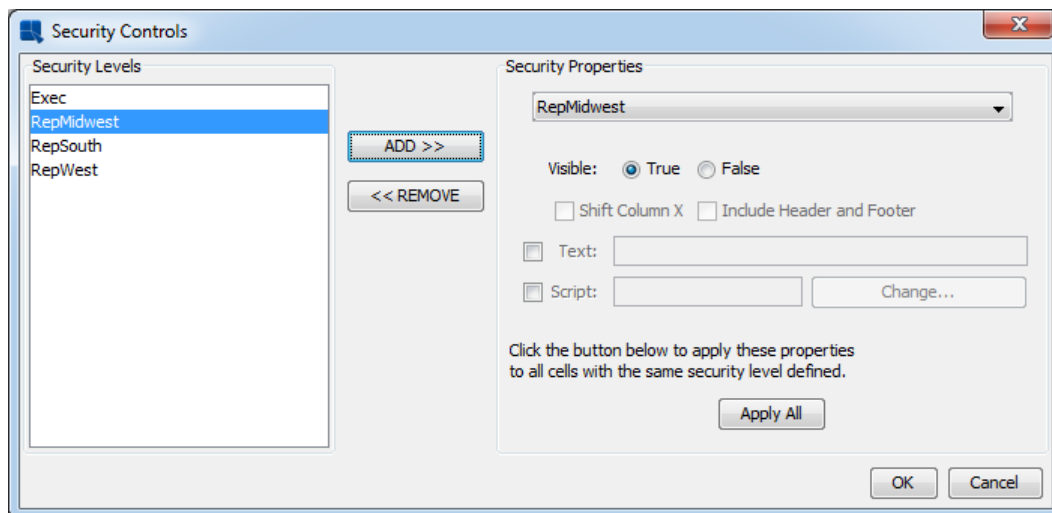 Security Controls
Security Levels
Exec
RepMidwest
RepSouth
RepWest
ADD >>
<< REMOVE
Security Properties
RepMidwest
Visible: True False
Shift Column X Include Header and Footer
Text:
Script: Change...
Click the button below to apply these properties
to all cells with the same security level defined.
Apply All
OK Cancel